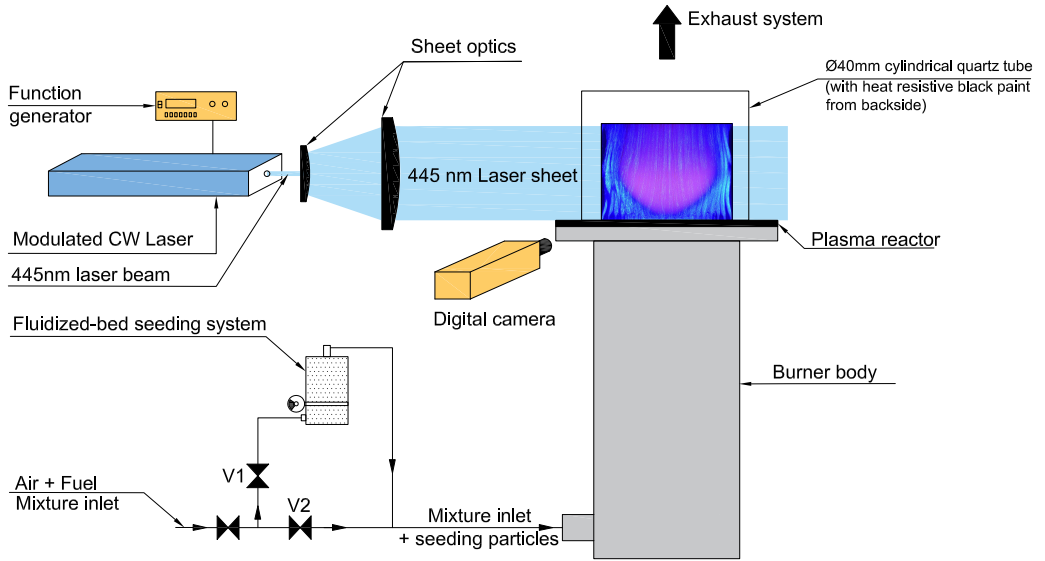 Exhaust system
Sheet optics
Ø40mm cylindrical quartz tube
(with heat resistive black paint
from backside)
Function
generator
445 nm Laser sheet
Modulated CW Laser
Plasma reactor
445nm laser beam
Digital camera
Fluidized-bed seeding system
Burner body
V1
Air + Fuel
Mixture inlet
V2
Mixture inlet
+ seeding particles